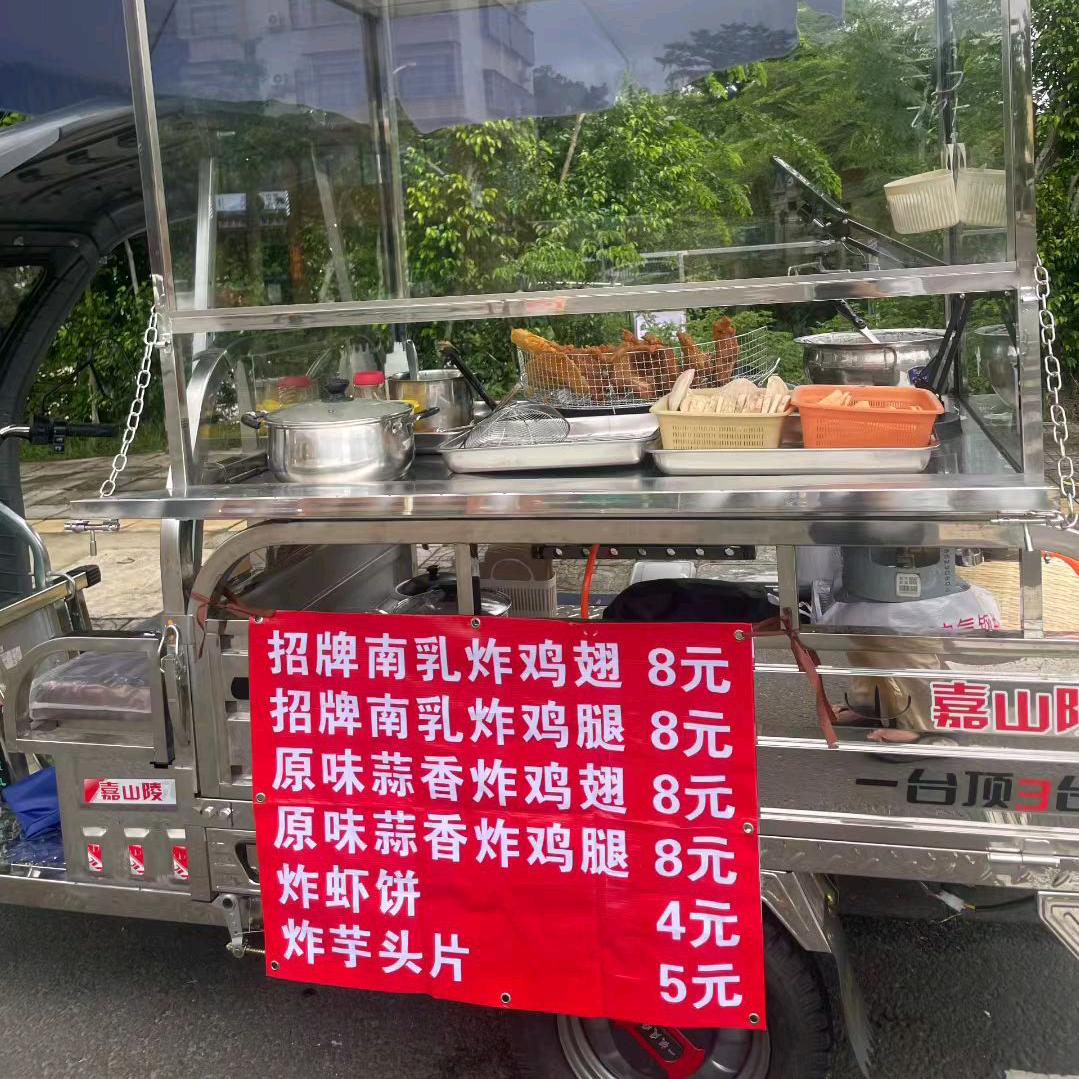 招牌南乳炸鸡翅 8元
招牌南乳炸鸡腿 8元
原味蒜香炸鸡翅 8元
原味蒜香炸鸡腿 8元
炸虾饼 4元
炸芋头片 5元
嘉山陵
一台顶3台
嘉山陵